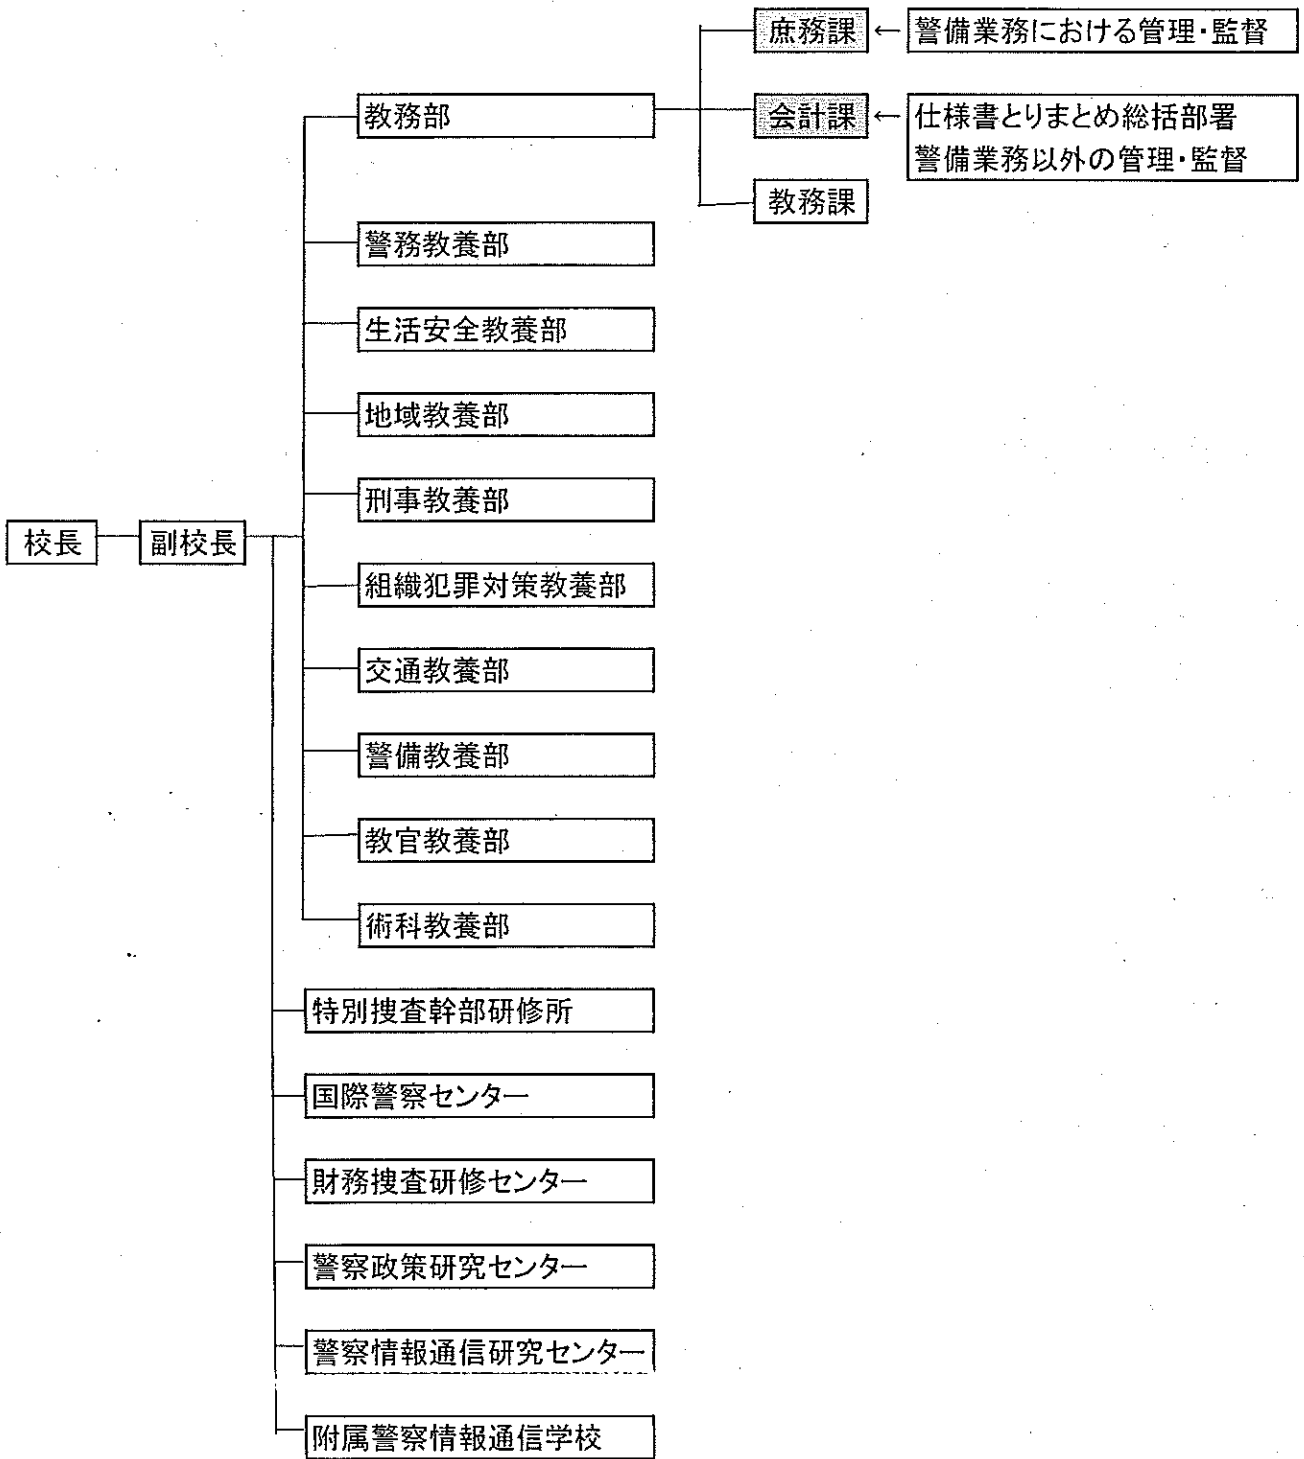 庶務課 ← 警備業務における管理・監督
教務部
会計課 ← 仕様書とりまとめ総括部署
警備業務以外の管理・監督
教務課
警務教養部
生活安全教養部
地域教養部
刑事教養部
校長
副校長
組織犯罪対策教養部
交通教養部
警備教養部
教官教養部
術科教養部
特別捜査幹部研修所
国際警察センター
財務捜査研修センター
警察政策研究センター
警察情報通信研究センター
附属警察情報通信学校